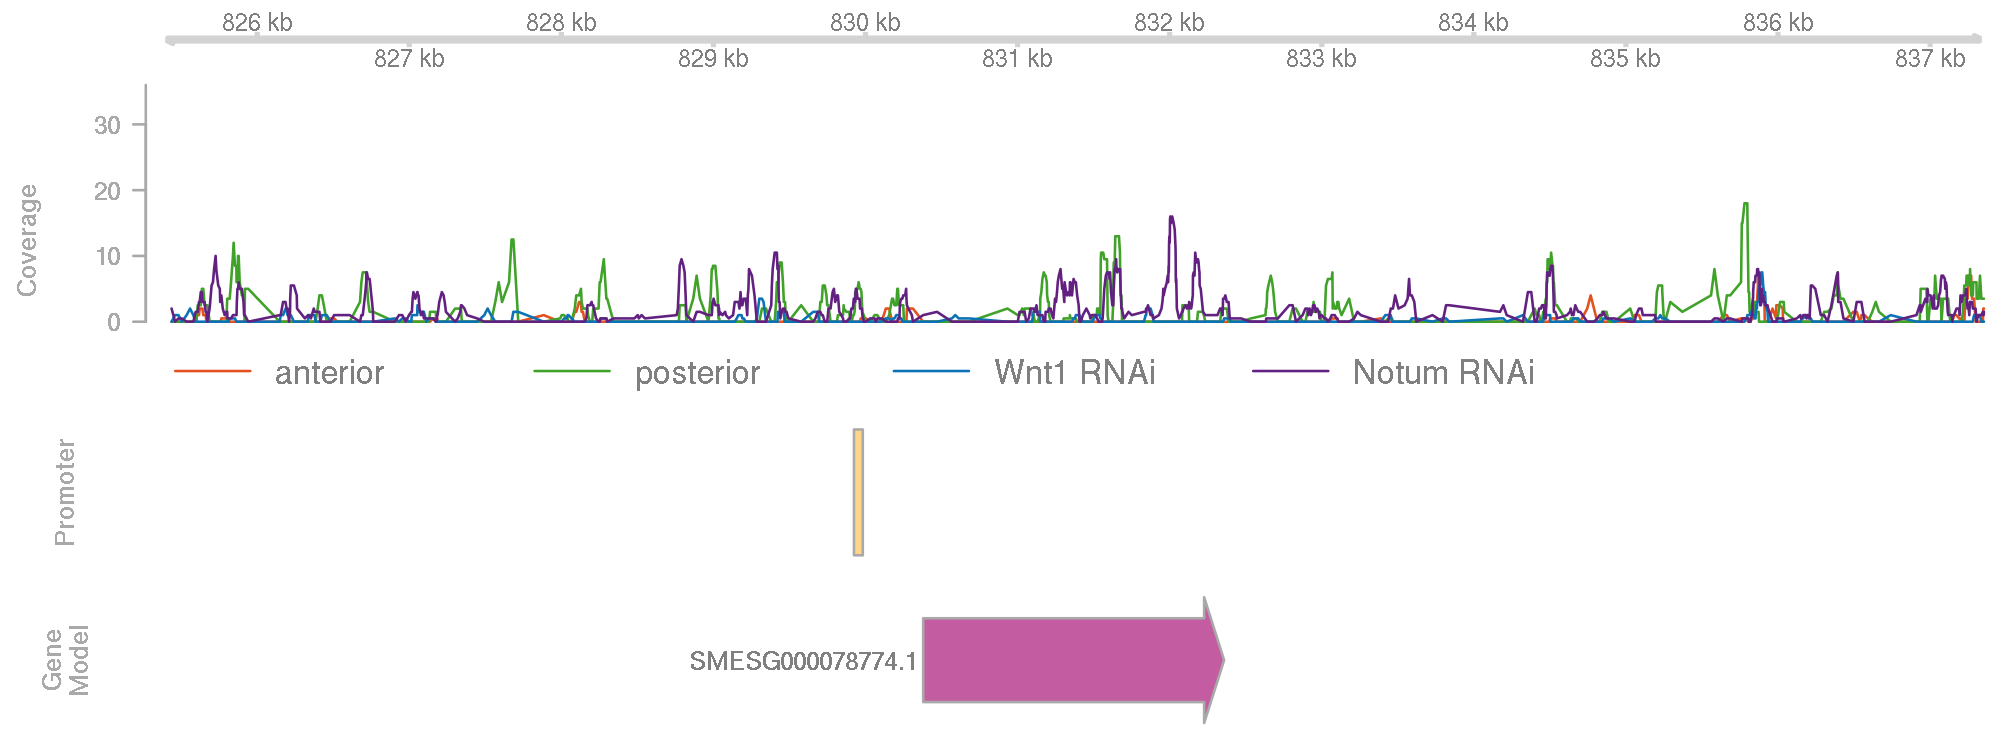 826 kb 828 kb 830 kb 832 kb 834 kb 836 kb
827 kb 829 kb 831 kb 833 kb 835 kb 837 kb
Coverage
30
20
10
0
anterior posterior Wnt1 RNAi Notum RNAi
Promoter
Gene
Model
SMESG000078774.1